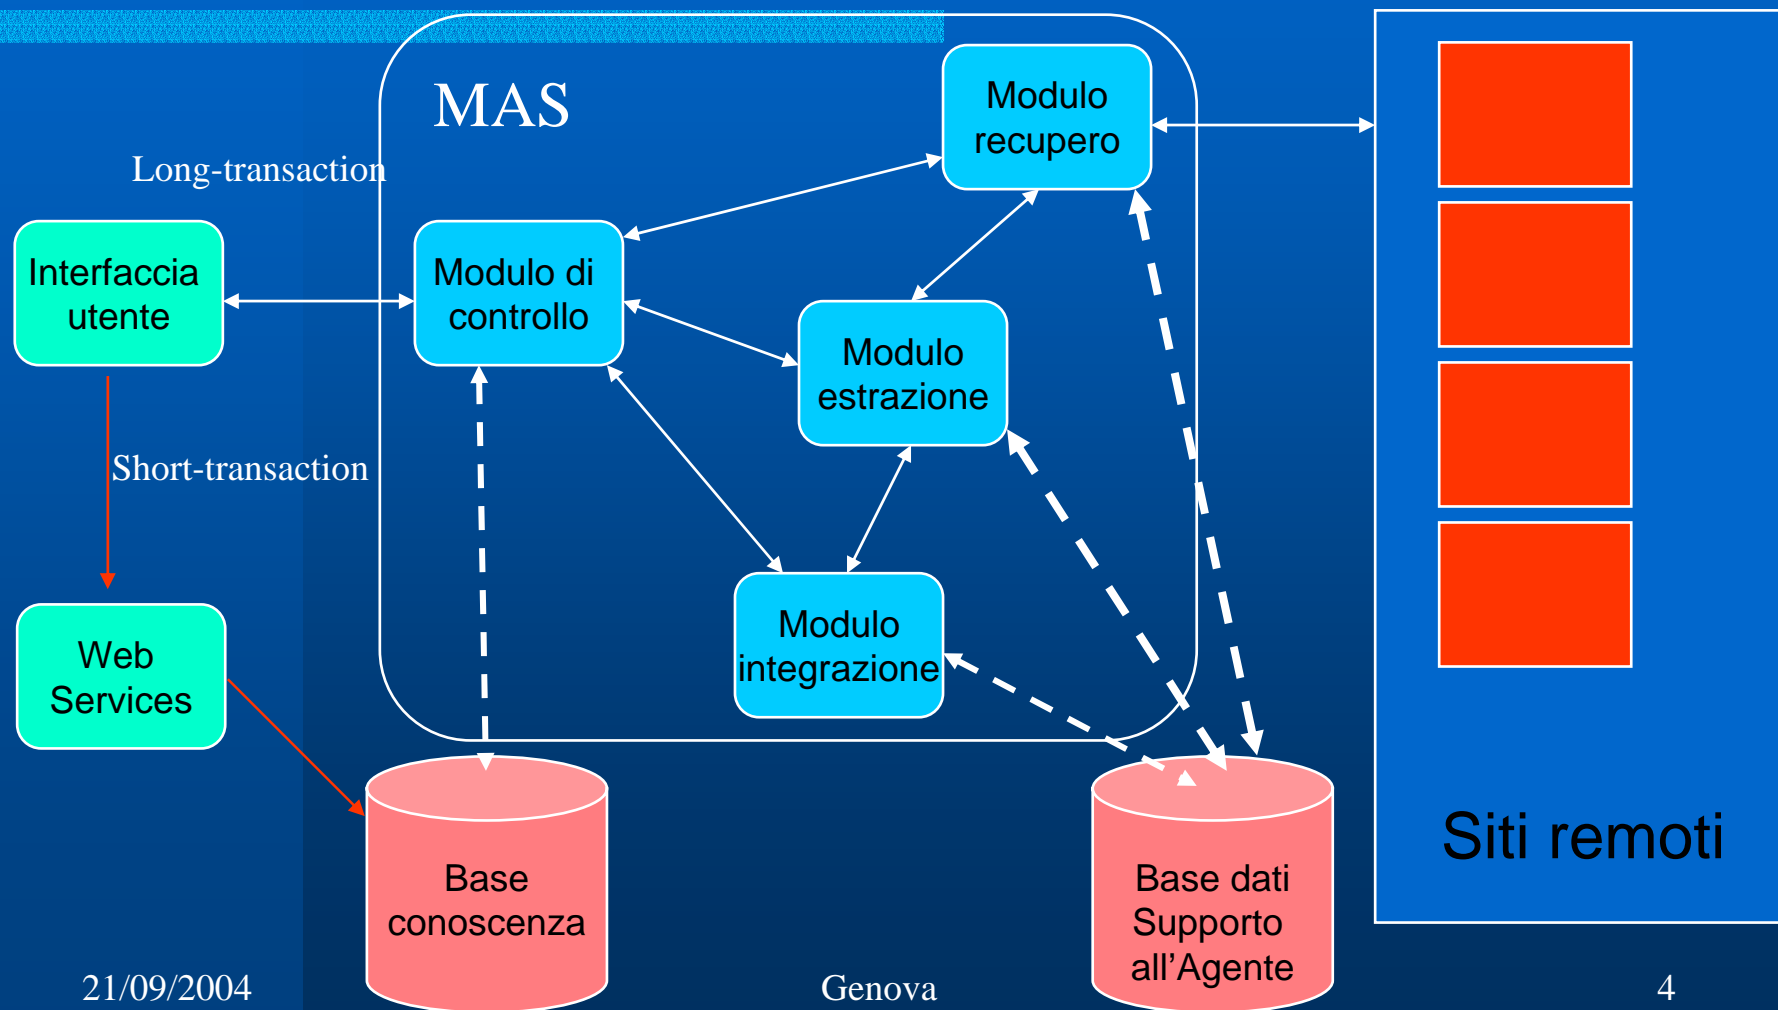 MAS
Modulo
recupero
Long-transaction
Interfaccia
utente
Modulo di
controllo
Modulo
estrazione
Short-transaction
Modulo
integrazione
Web
Services
Siti remoti
Base
conoscenza
Base dati
Supporto
all’Agente
21/09/2004
Genova
4